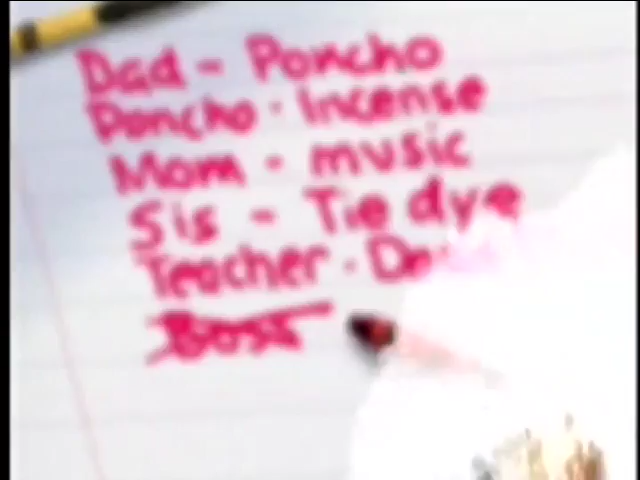 Dad - Poncho
Poncho - Incense
Mom - music
Sis - Tie dye
Teacher -
Boss